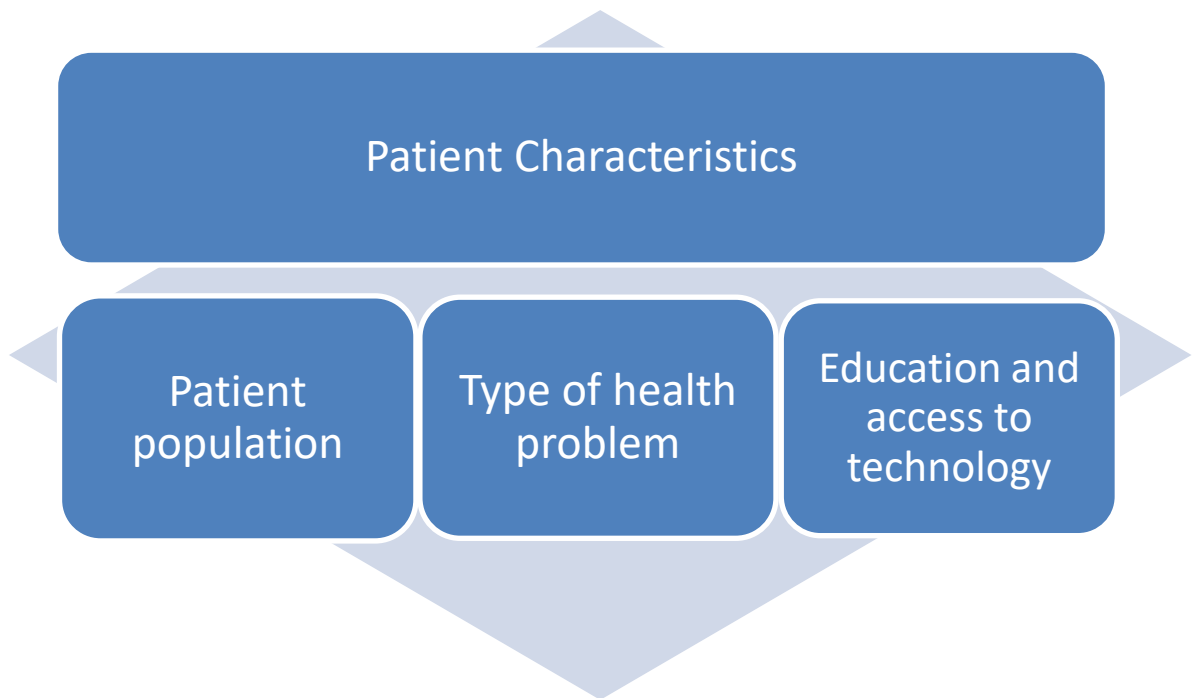 Patient Characteristics
Patient
population
Type of health
problem
Education and
access to
technology